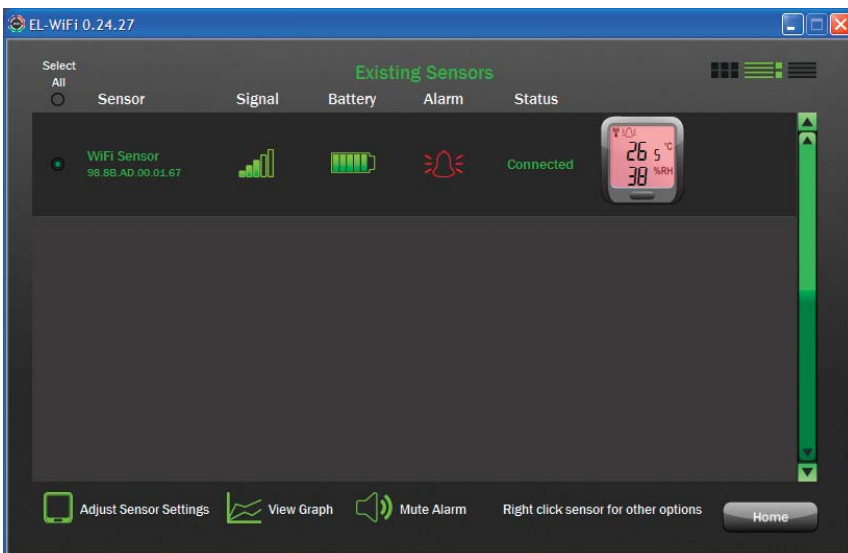 EL-WiFi 0.24.27
Select
All
Existing Sensors
Sensor Signal Battery Alarm Status
WiFi Sensor
98.8B.AD.00.01.67
Connected
26 5 °C
38 %RH
Adjust Sensor Settings View Graph Mute Alarm Right click sensor for other options Home